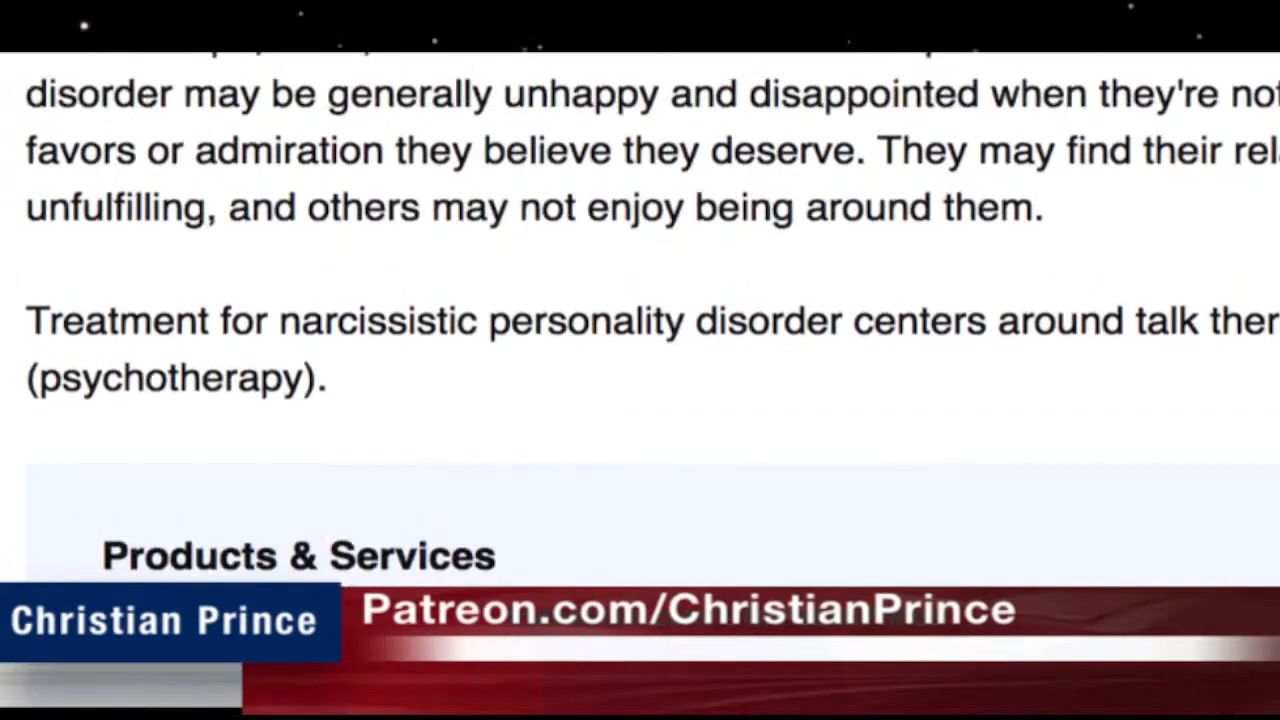 disorder may be generally unhappy and disappointed when they're not
favors or admiration they believe they deserve. They may find their
unfulfilling, and others may not enjoy being around them.
Treatment for narcissistic personality disorder centers around talk
(psychotherapy).
Products & Services
Christian Prince
Patreon.com/ChristianPrince